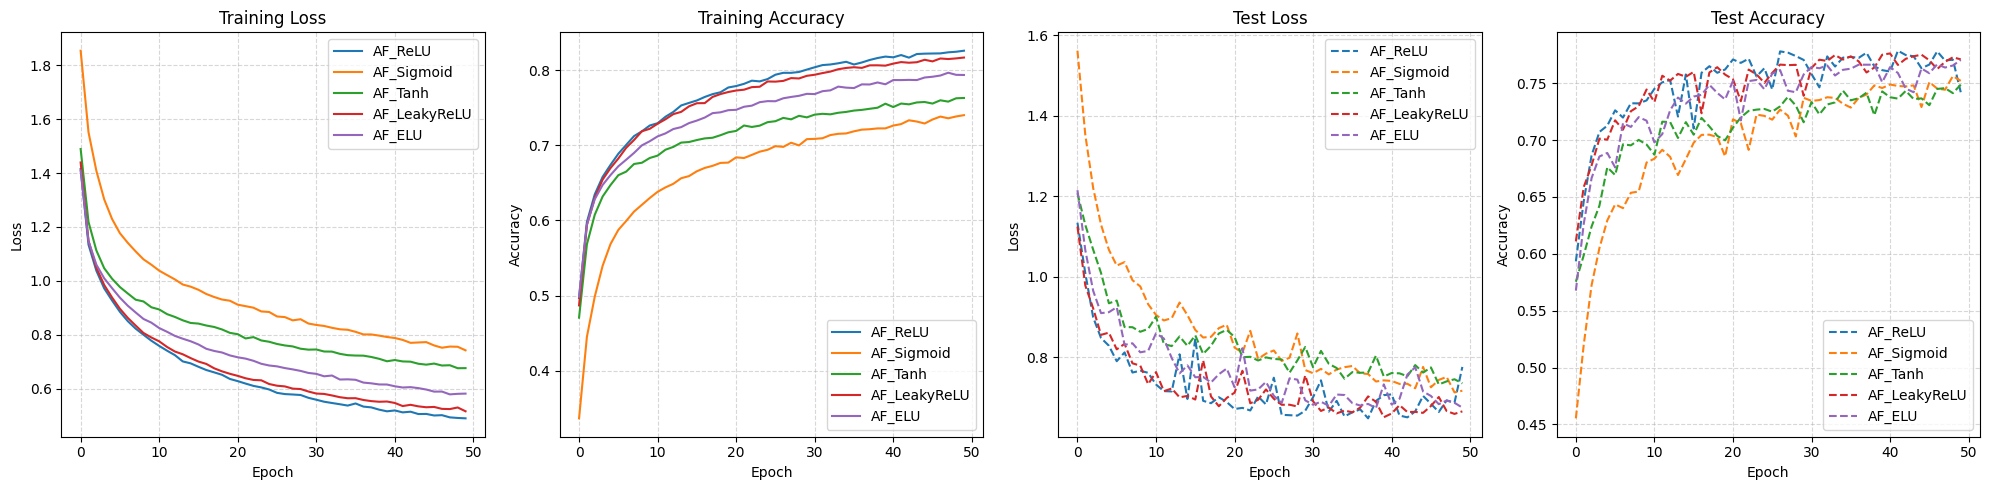 Training Loss
Loss
1.8
1.6
1.4
1.2
1.0
0.8
0.6
AF_ReLU
AF_Sigmoid
AF_Tanh
AF_LeakyReLU
AF_ELU
0 10 20 30 40 50
Epoch
Training Accuracy
Accuracy
0.8
0.7
0.6
0.5
0.4
AF_ReLU
AF_Sigmoid
AF_Tanh
AF_LeakyReLU
AF_ELU
0 10 20 30 40 50
Epoch
Test Loss
Loss
1.6
1.4
1.2
1.0
0.8
AF_ReLU
AF_Sigmoid
AF_Tanh
AF_LeakyReLU
AF_ELU
0 10 20 30 40 50
Epoch
Test Accuracy
Accuracy
0.75
0.70
0.65
0.60
0.55
0.50
0.45
AF_ReLU
AF_Sigmoid
AF_Tanh
AF_LeakyReLU
AF_ELU
0 10 20 30 40 50
Epoch